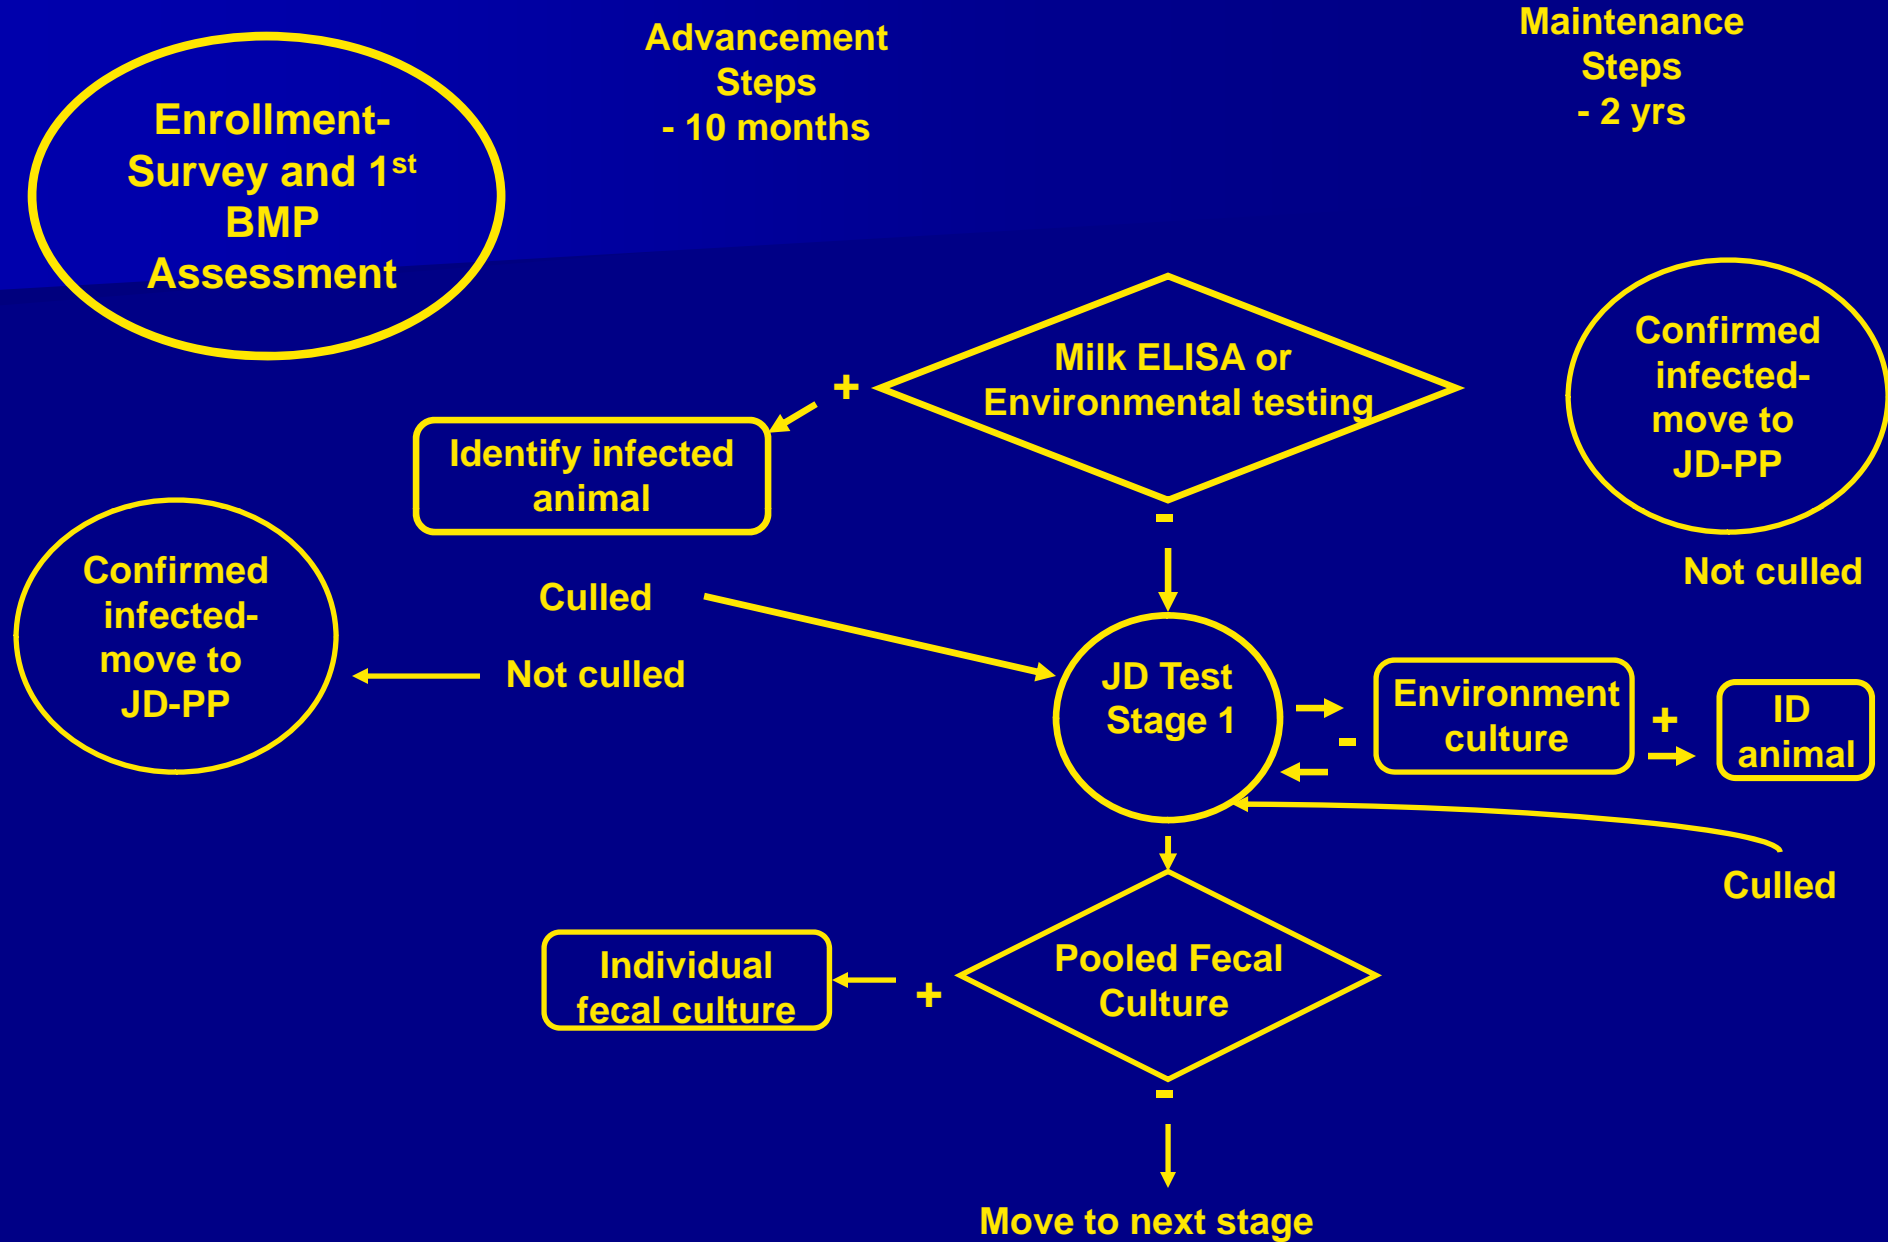 Enrollment-
Survey and 1st
BMP
Assessment
Advancement
Steps
- 10 months
Maintenance
Steps
- 2 yrs
Milk ELISA or
Environmental testing
+
-
Identify infected
animal
Confirmed
infected-
move to
JD-PP
Not culled
Culled
Not culled
Confirmed
infected-
move to
JD-PP
JD Test
Stage 1
-
Environment
culture
+
ID
animal
Culled
Pooled Fecal
Culture
+
Individual
fecal culture
-
Move to next stage